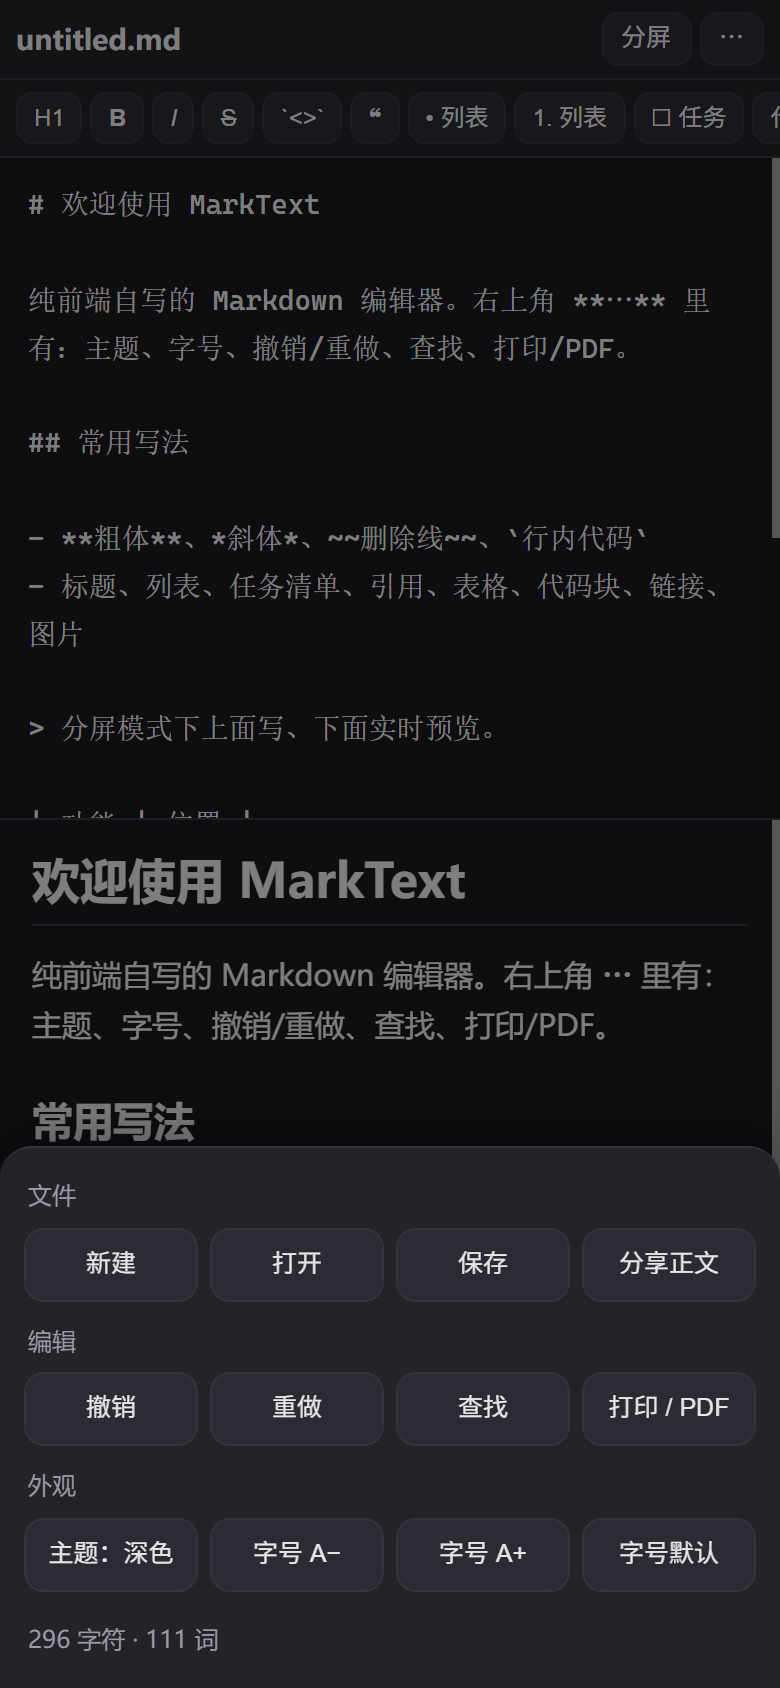 untitled.md
分屏
···
H1
B
I
S
`<>`
❝
• 列表
1. 列表
☐ 任务
# 欢迎使用 MarkText
纯前端自写的 Markdown 编辑器。右上角 **…** 里
有：主题、字号、撤销/重做、查找、打印/PDF。
## 常用写法
- **粗体**、*斜体*、~~删除线~~、`行内代码`
- 标题、列表、任务清单、引用、表格、代码块、链接、
图片
> 分屏模式下上面写、下面实时预览。
| 功能 | 位置 |
欢迎使用 MarkText
纯前端自写的 Markdown 编辑器。右上角 … 里有：
主题、字号、撤销/重做、查找、打印/PDF。
常用写法
文件
新建
打开
保存
分享正文
编辑
撤销
重做
查找
打印 / PDF
外观
主题：深色
字号 A−
字号 A+
字号默认
296 字符 · 111 词